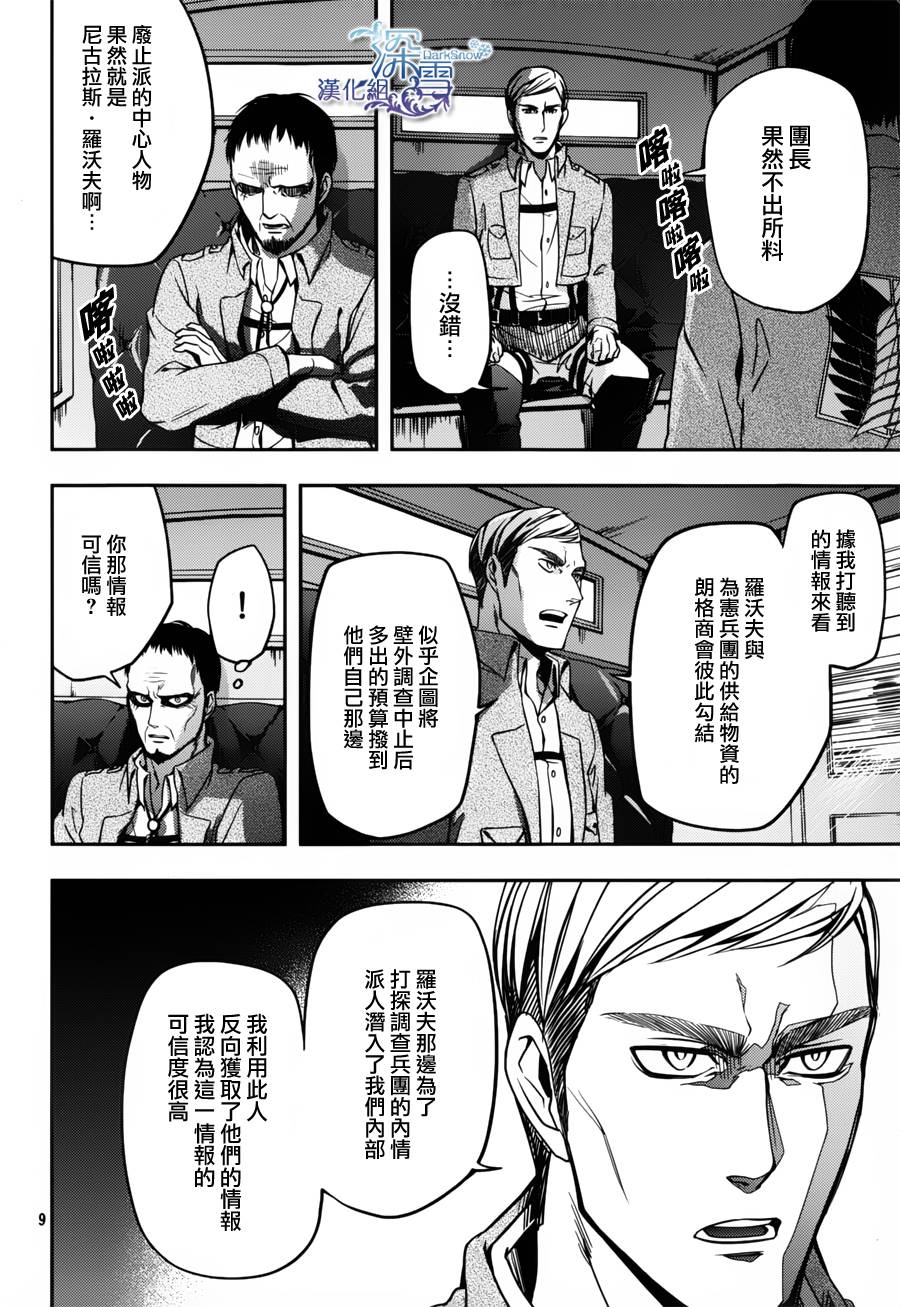 深雪
DarkSnow
漢化組
團長
果然不出所料
…沒錯…
喀啦喀啦喀啦
廢止派的中心人物
果然就是
尼古拉斯・羅沃夫啊…
喀啦啦啦
據我打聽到
的情報來看
羅沃夫與
為憲兵團的供給物資的
朗格商會彼此勾結
似乎企圖將
壁外調查中止后
多出的預算撥到
他們自己那邊
！
你那情報
可信嗎？
羅沃夫那邊為了
打探調查兵團的內情
派人潛入了我們內部
我利用此人
反向獲取了他們的情報
我認為這一情報的
可信度很高
9